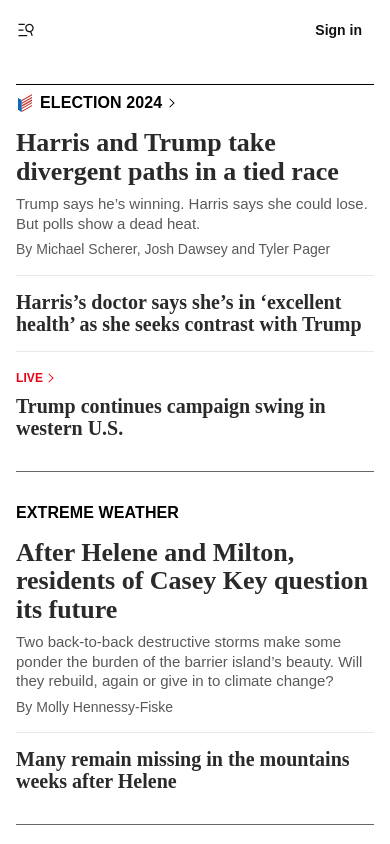 Sign in
ELECTION 2024
Harris and Trump take
divergent paths in a tied race
Trump says he’s winning. Harris says she could lose.
But polls show a dead heat.
By Michael Scherer, Josh Dawsey and Tyler Pager
Harris’s doctor says she’s in ‘excellent
health’ as she seeks contrast with Trump
LIVE
Trump continues campaign swing in
western U.S.
EXTREME WEATHER
After Helene and Milton,
residents of Casey Key question
its future
Two back-to-back destructive storms make some
ponder the burden of the barrier island’s beauty. Will
they rebuild, again or give in to climate change?
By Molly Hennessy-Fiske
Many remain missing in the mountains
weeks after Helene